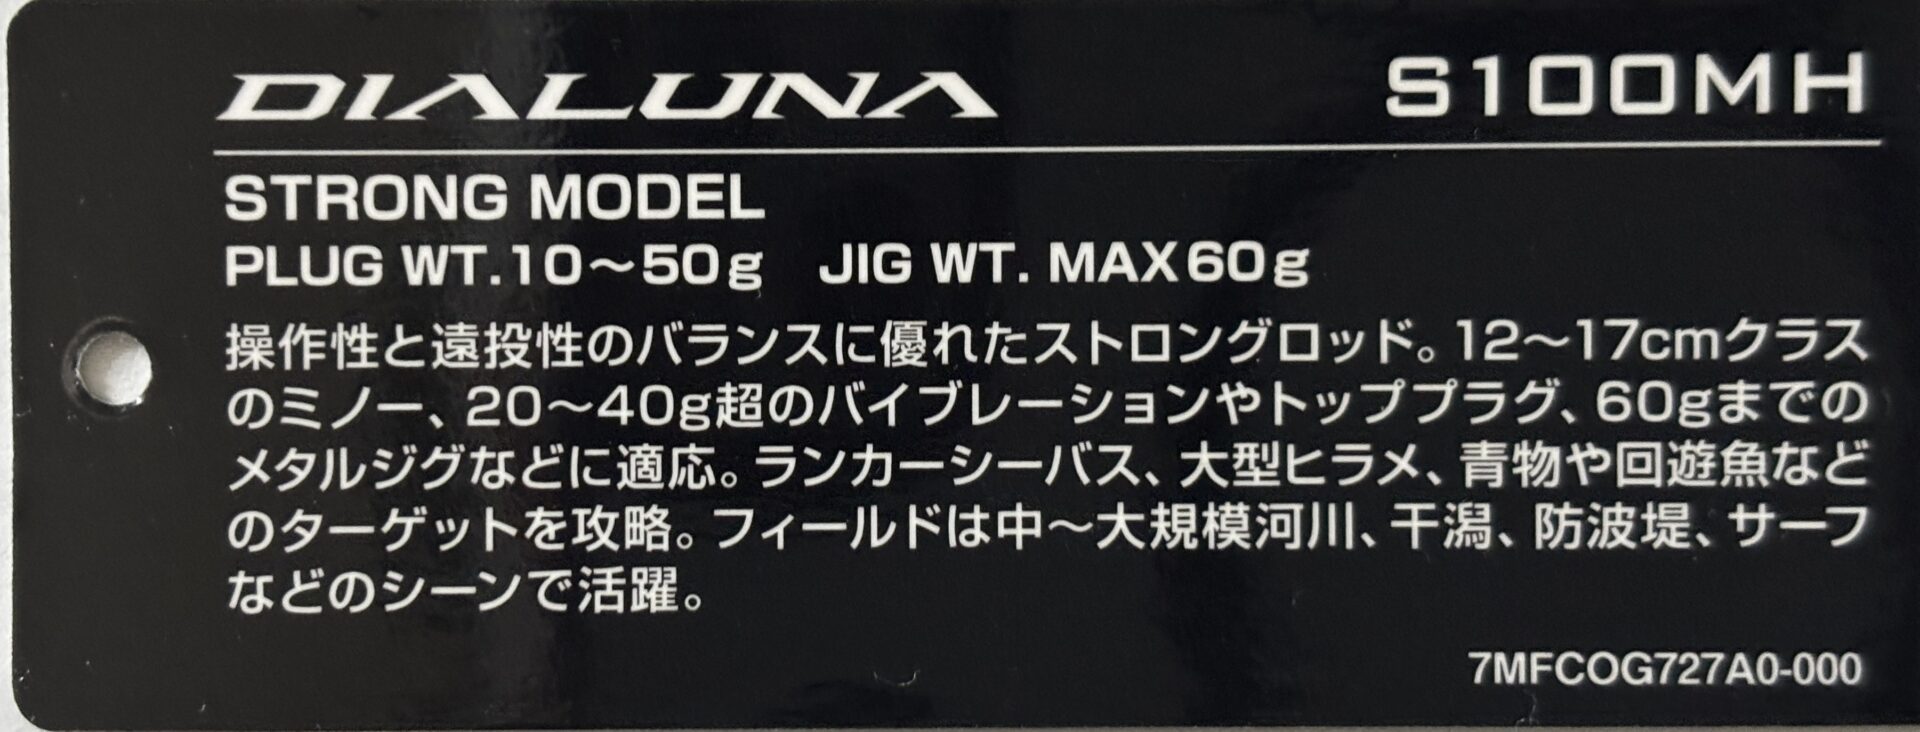 DIALUNA S100MH
STRONG MODEL
PLUG WT.10～50g JIG WT. MAX60g
操作性と遠投性のバランスに優れたストロングロッド。12～17cmクラス
のミノー、20～40g超のバイブレーションやトッププラグ、60gまでの
メタルジグなどに適応。ランカーシーバス、大型ヒラメ、青物や回遊魚など
のターゲットを攻略。フィールドは中～大規模河川、干潟、防波堤、サーフ
などのシーンで活躍。
7MFCOG727A0-000